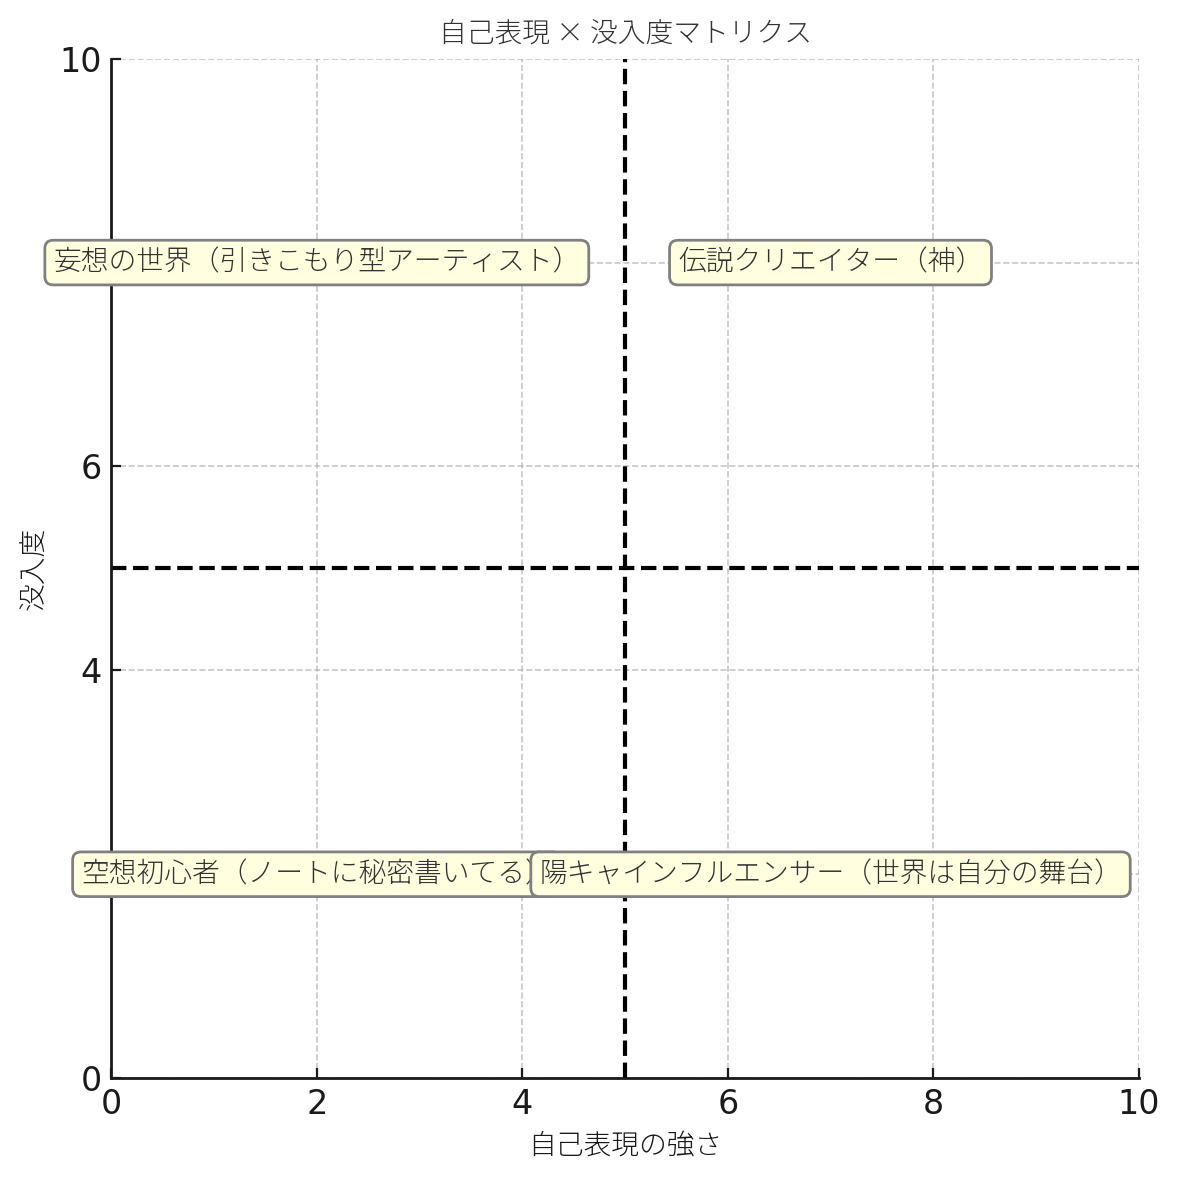 自己表現 × 没入度マトリクス
10
妄想の世界（引きこもり型アーティスト）
伝説クリエイター（神）
6
没入度
4
空想初心者（ノートに秘密書いてる）
陽キャインフルエンサー（世界は自分の舞台）
0
0 2 4 6 8 10
自己表現の強さ